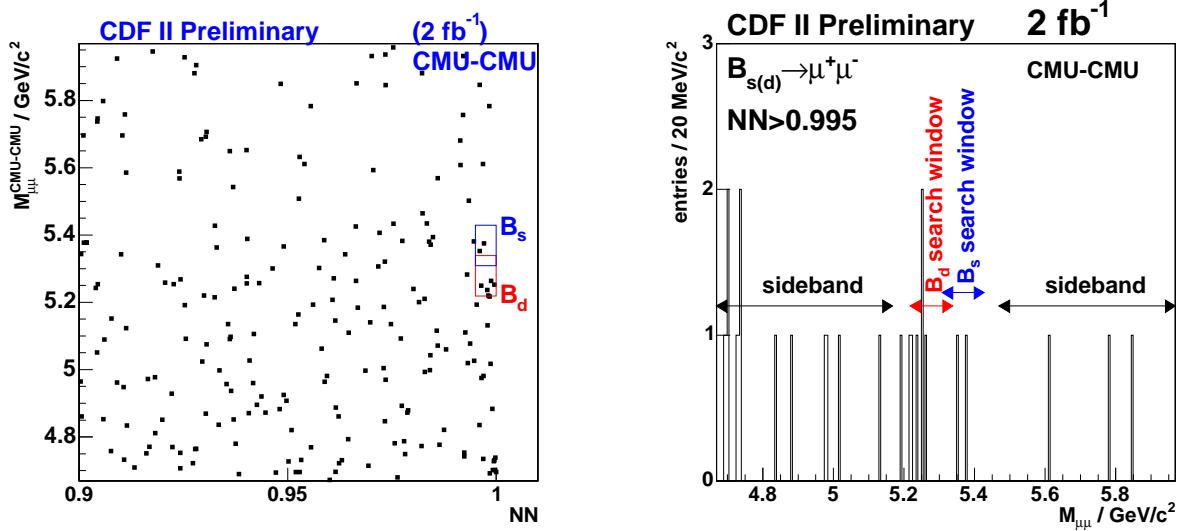 CDF II Preliminary (2 fb⁻¹)
CMU-CMU
M_μμ^CMU-CMU / GeV/c²
5.8
5.6
5.4
5.2
5
4.8
B_s
B_d
0.9 0.95 1
NN
CDF II Preliminary 2 fb⁻¹
entries / 20 MeV/c²
3
2
1
0
B_s(d)→μ⁺μ⁻
CMU-CMU
NN>0.995
B_d search window
B_s search window
sideband
sideband
4.8 5 5.2 5.4 5.6 5.8
M_μμ / GeV/c²